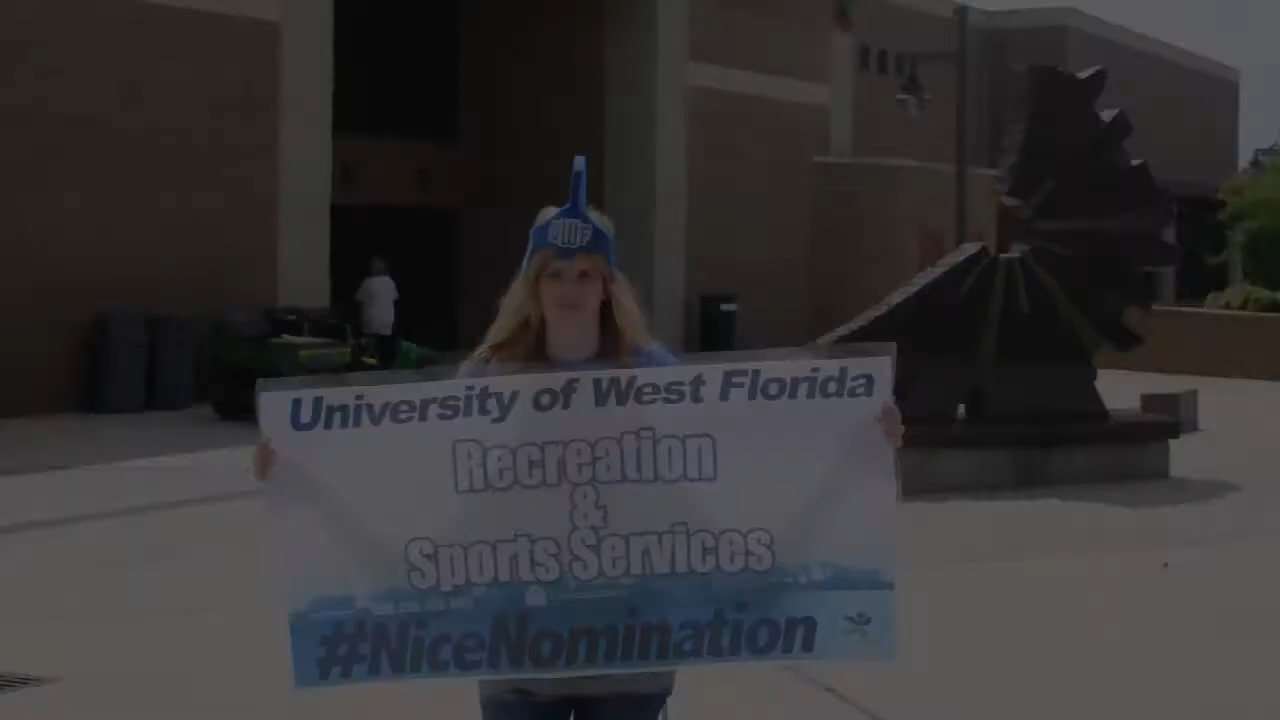 UWF
University of West Florida
Recreation
&
Sports Services
#NiceNomination